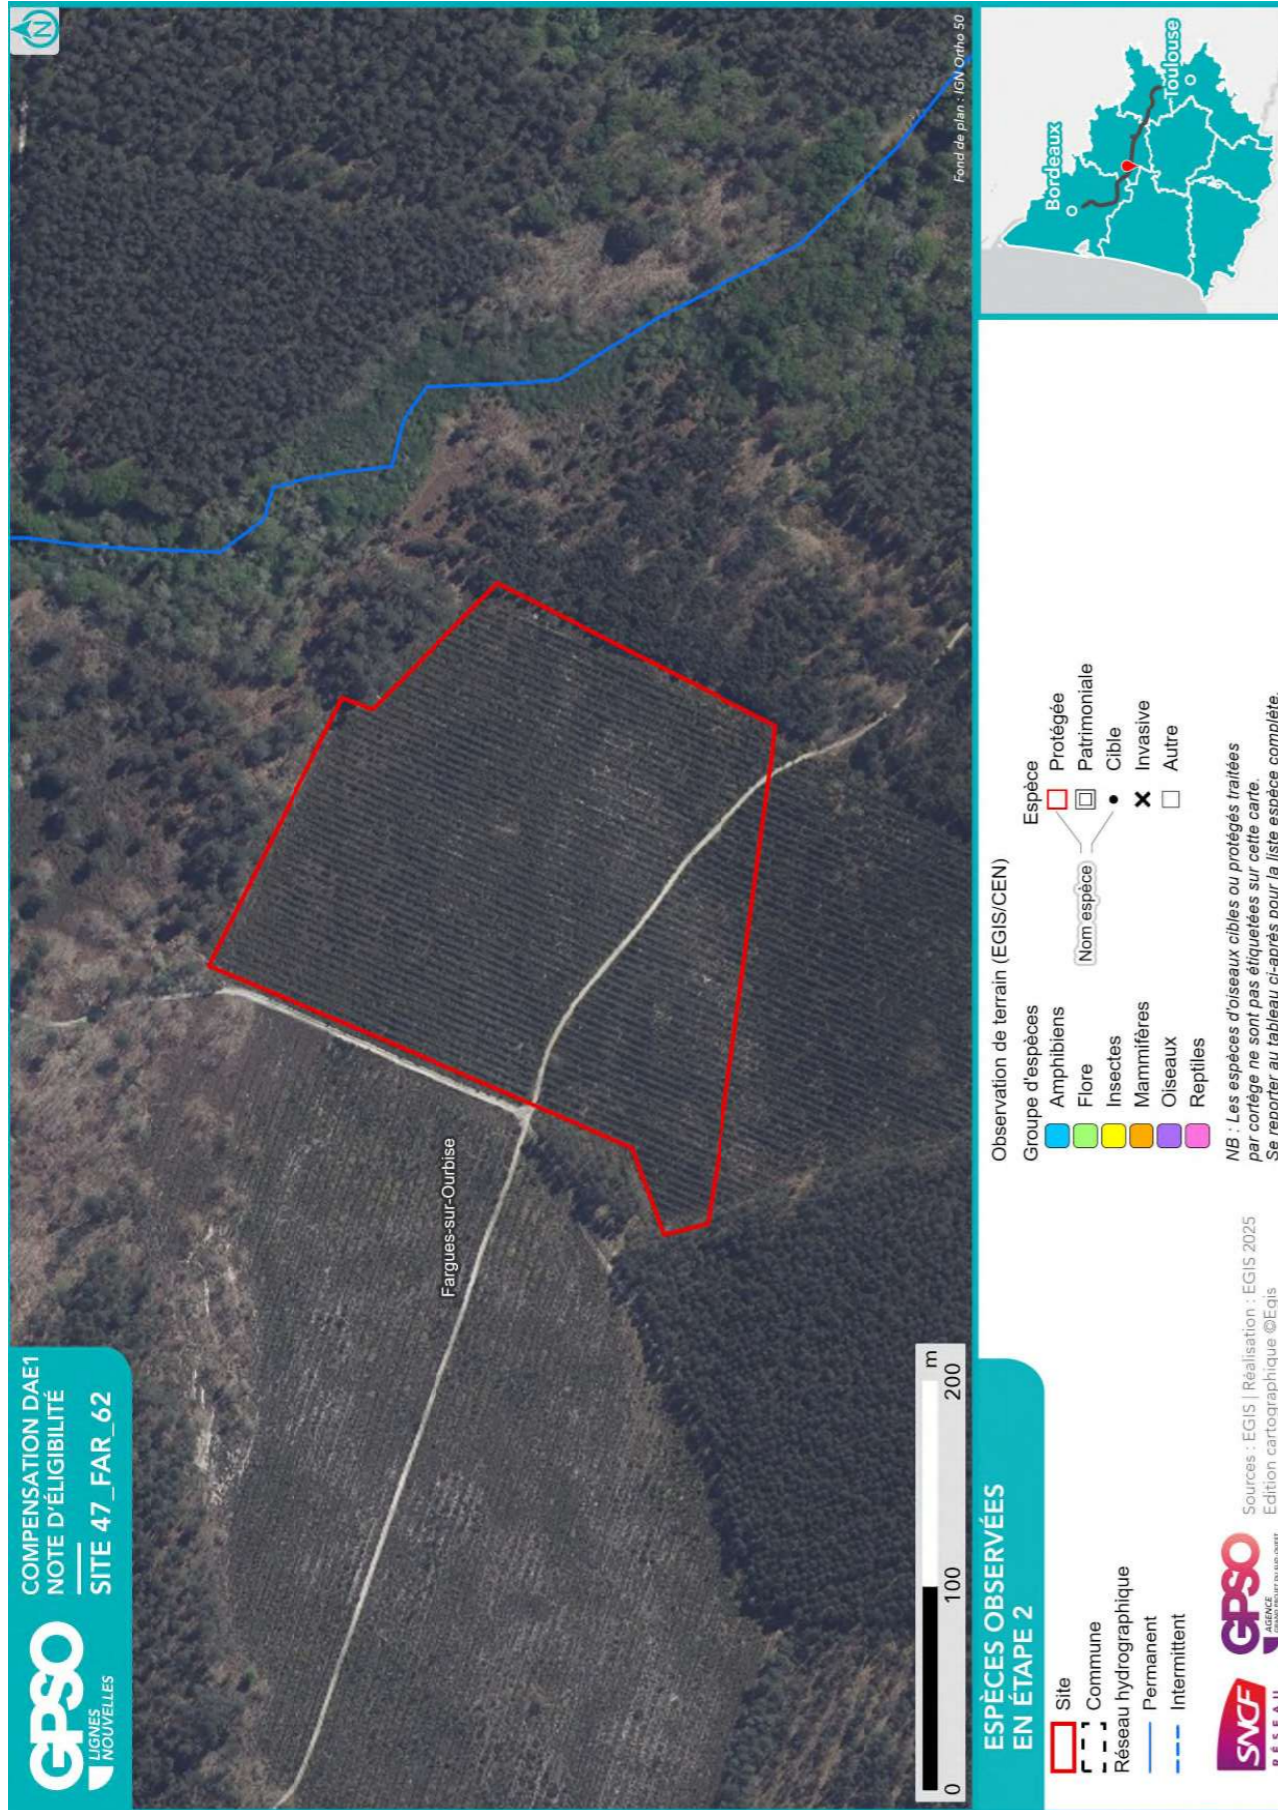 GPSO
LIGNES
NOUVELLES
COMPENSATION DAE1
NOTE D'ÉLIGIBILITÉ
SITE 47_FAR_62
N
Fargues-sur-Ourbise
0 100 200 m
Fond de plan : IGN Ortho 50
ESPÈCES OBSERVÉES
EN ÉTAPE 2
Site
Commune
Réseau hydrographique
Permanent
Intermittent
Observation de terrain (EGIS/CEN)
Groupe d'espèces
Amphibiens
Flore
Insectes
Mammifères
Oiseaux
Reptiles
Nom espèce
Espèce
Protégée
Patrimoniale
Cible
Invasive
Autre
NB : Les espèces d'oiseaux cibles ou protégés traitées
par cortège ne sont pas étiquetées sur cette carte.
Se reporter au tableau ci-après pour la liste espèce complète.
SNCF
RÉSEAU
GPSO
AGENCE
Sources : EGIS | Réalisation : EGIS 2025
Edition cartographique ©Egis
Bordeaux
Toulouse